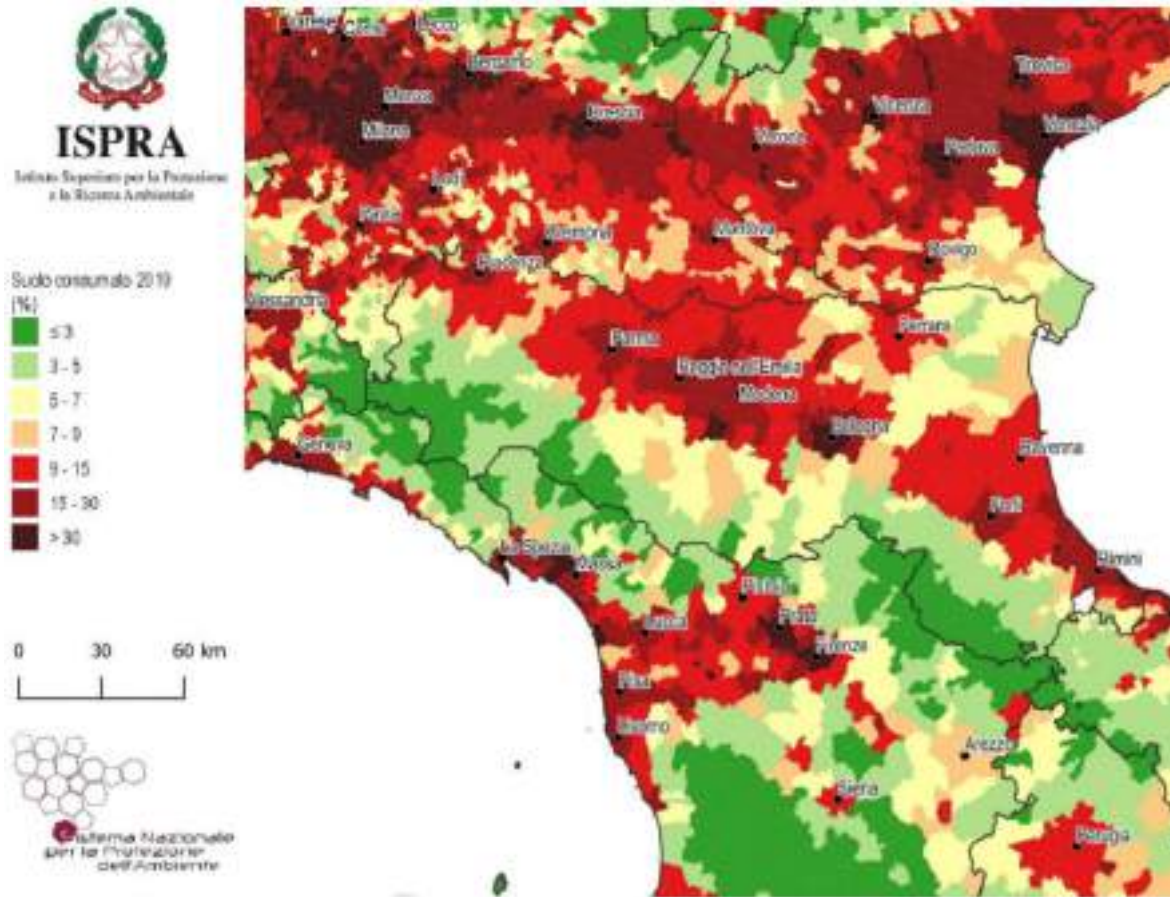 ISPRA
Istituto Superiore per la Protezione
e la Ricerca Ambientale
Suolo consumato 2019
(%)
≤ 3
3 - 5
5 - 7
7 - 9
9 - 15
15 - 30
> 30
0 30 60 km
Sistema Nazionale
per la Protezione
dell'Ambiente
Varese
Como
Lecco
Bergamo
Treviso
Monza
Brescia
Vicenza
Venezia
Milano
Verona
Padova
Lodi
Pavia
Cremona
Mantova
Rovigo
Piacenza
Alessandria
Ferrara
Parma
Reggio nell'Emilia
Modena
Bologna
Genova
Ravenna
Forlì
La Spezia
Massa
Rimini
Pistoia
Prato
Lucca
Firenze
Pisa
Livorno
Arezzo
Siena
Perugia